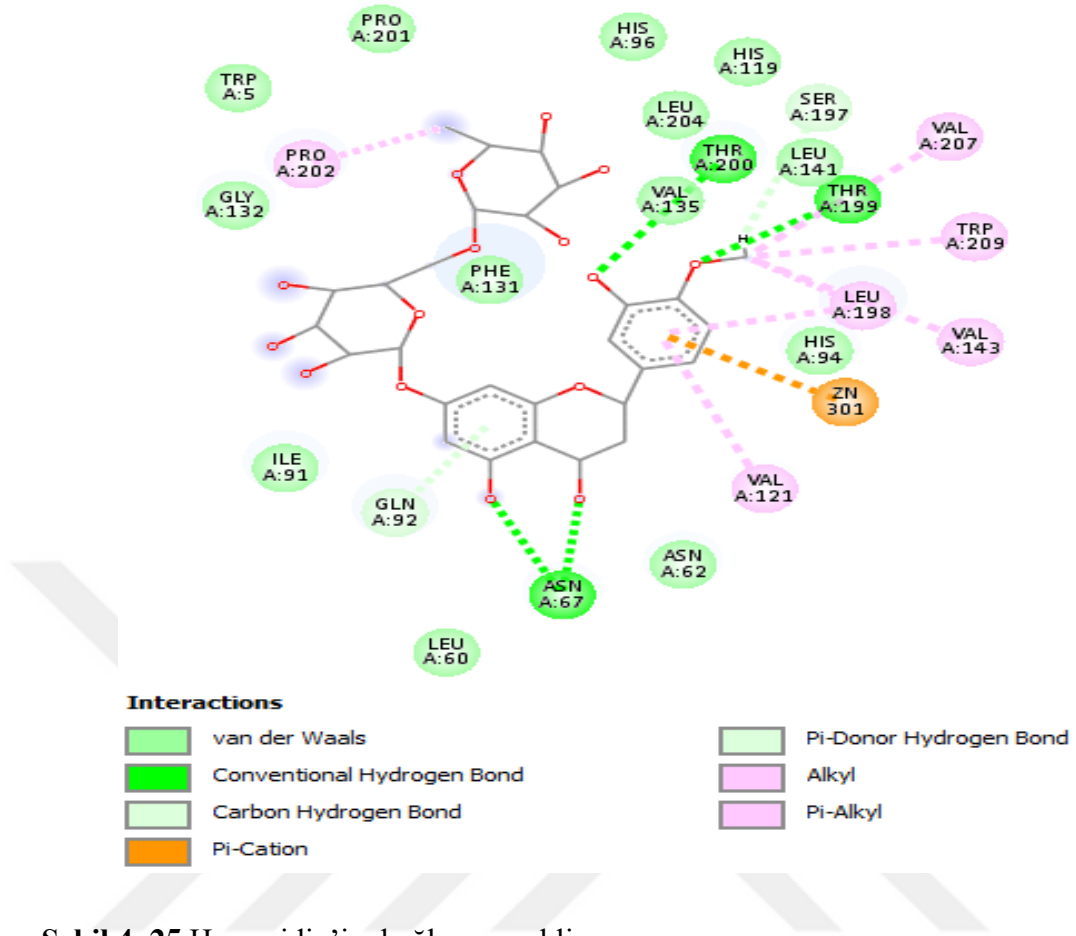 PRO
A:201
HIS
A:96
HIS
A:119
TRP
A:5
SER
A:197
LEU
A:204
VAL
A:207
THR
A:200
LEU
A:141
PRO
A:202
THR
A:199
GLY
A:132
VAL
A:135
H
TRP
A:209
PHE
A:131
LEU
A:198
VAL
A:143
HIS
A:94
ZN
301
ILE
A:91
VAL
A:121
GLN
A:92
ASN
A:62
ASN
A:67
LEU
A:60
Interactions
van der Waals
Conventional Hydrogen Bond
Carbon Hydrogen Bond
Pi-Cation
Pi-Donor Hydrogen Bond
Alkyl
Pi-Alkyl